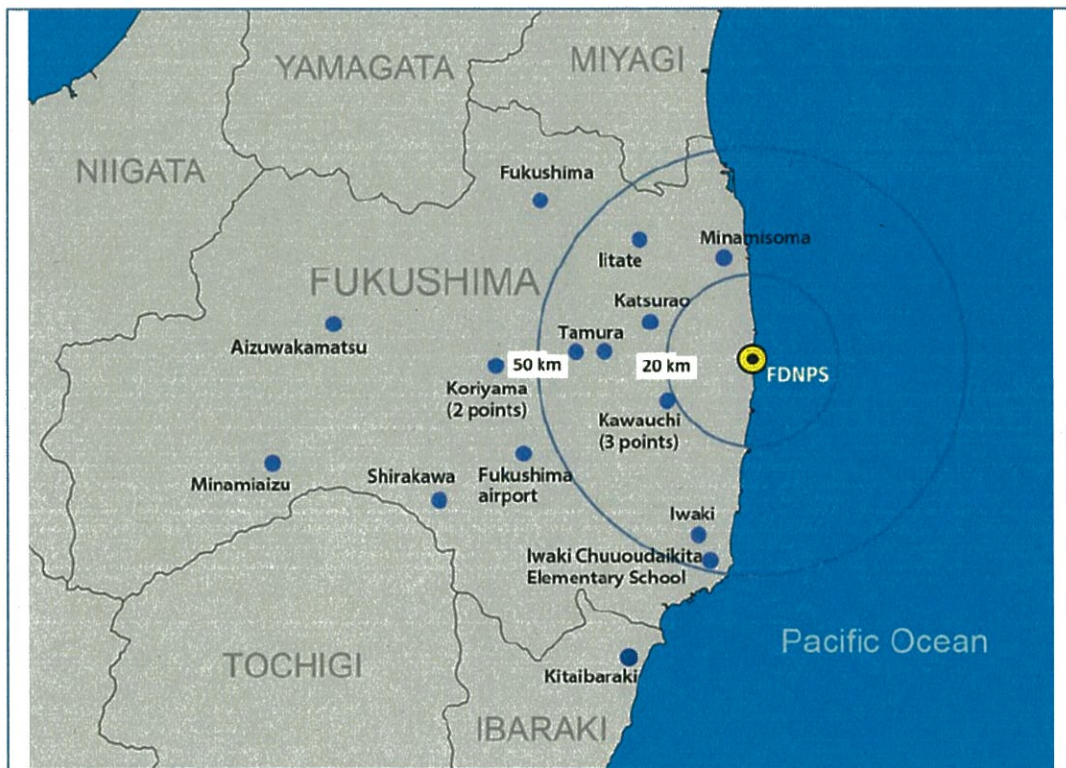 YAMAGATA
MIYAGI
NIIGATA
Fukushima
Iitate
Minamisoma
FUKUSHIMA
Katsurao
Aizuwakamatsu
Tamura
50 km
20 km
FDNPS
Koriyama
(2 points)
Kawauchi
(3 points)
Minamiaizu
Shirakawa
Fukushima
airport
Iwaki
Iwaki Chuuoudaikita
Elementary School
Pacific Ocean
TOCHIGI
Kitaibaraki
IBARAKI